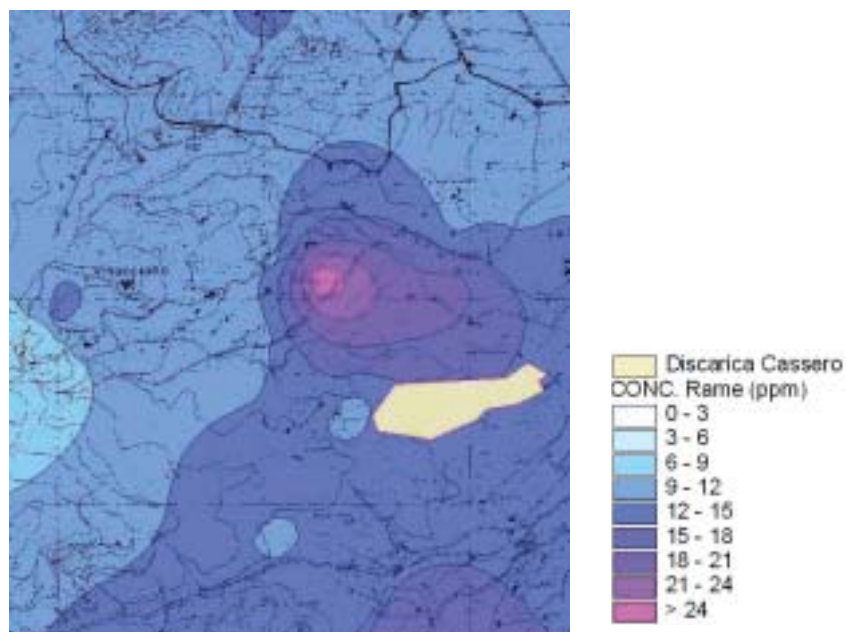 Discarica Cassero
CONC. Rame (ppm)
0 - 3
3 - 6
6 - 9
9 - 12
12 - 15
15 - 18
18 - 21
21 - 24
> 24